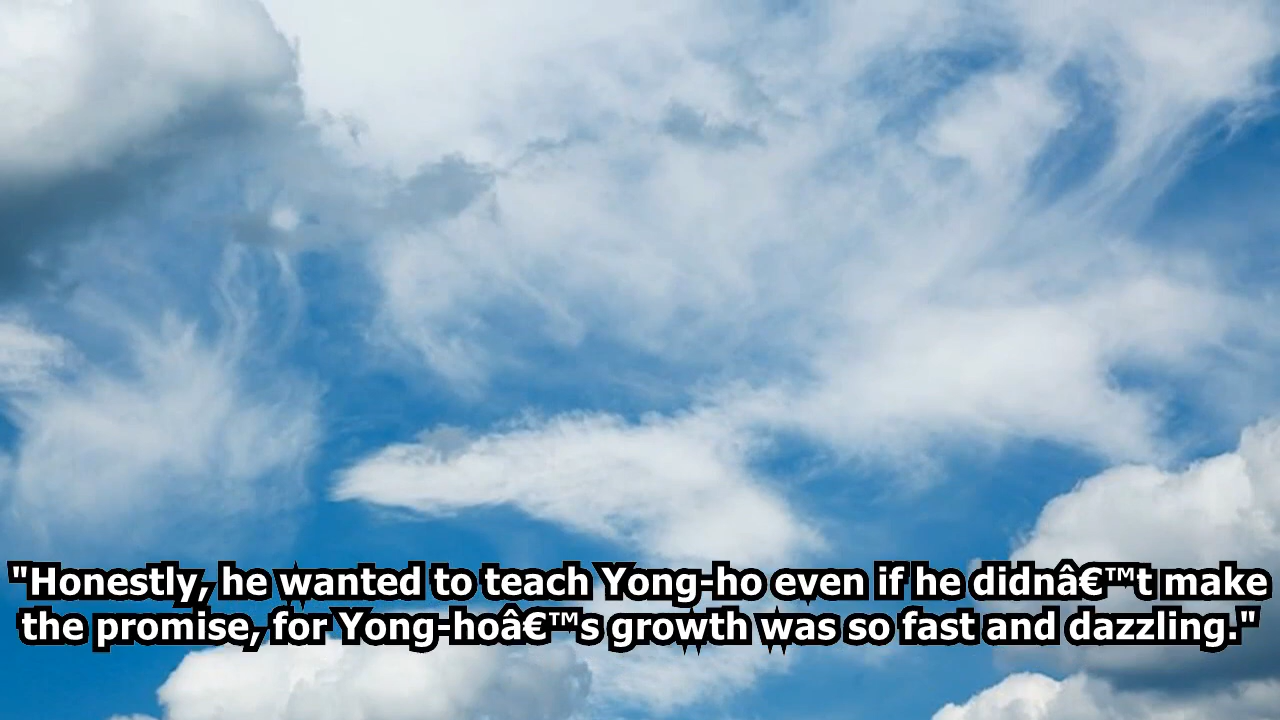 "Honestly, he wanted to teach Yong-ho even if he didnâ€™t make
the promise, for Yong-hoâ€™s growth was so fast and dazzling."